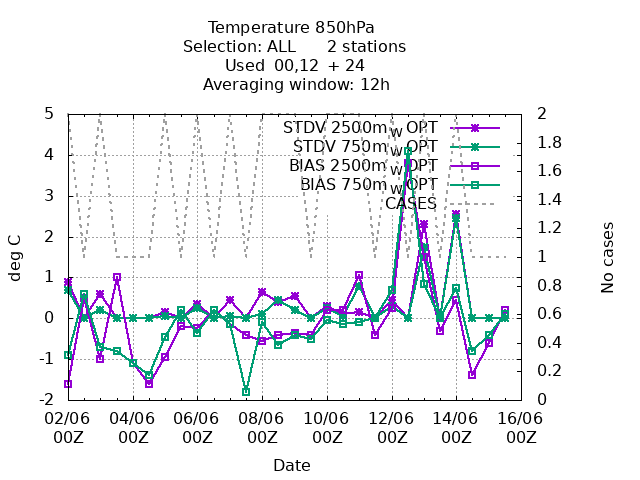 Temperature 850hPa
Selection: ALL 2 stations
Used 00,12 + 24
Averaging window: 12h
STDV 2500m_W OPT
STDV 750m_W OPT
BIAS 2500m_W OPT
BIAS 750m_W OPT
CASES
5
4
3
2
1
0
-1
-2
deg C
2
1.8
1.6
1.4
1.2
1
0.8
0.6
0.4
0.2
0
No cases
02/06 04/06 06/06 08/06 10/06 12/06 14/06 16/06
00Z 00Z 00Z 00Z 00Z 00Z 00Z 00Z
Date